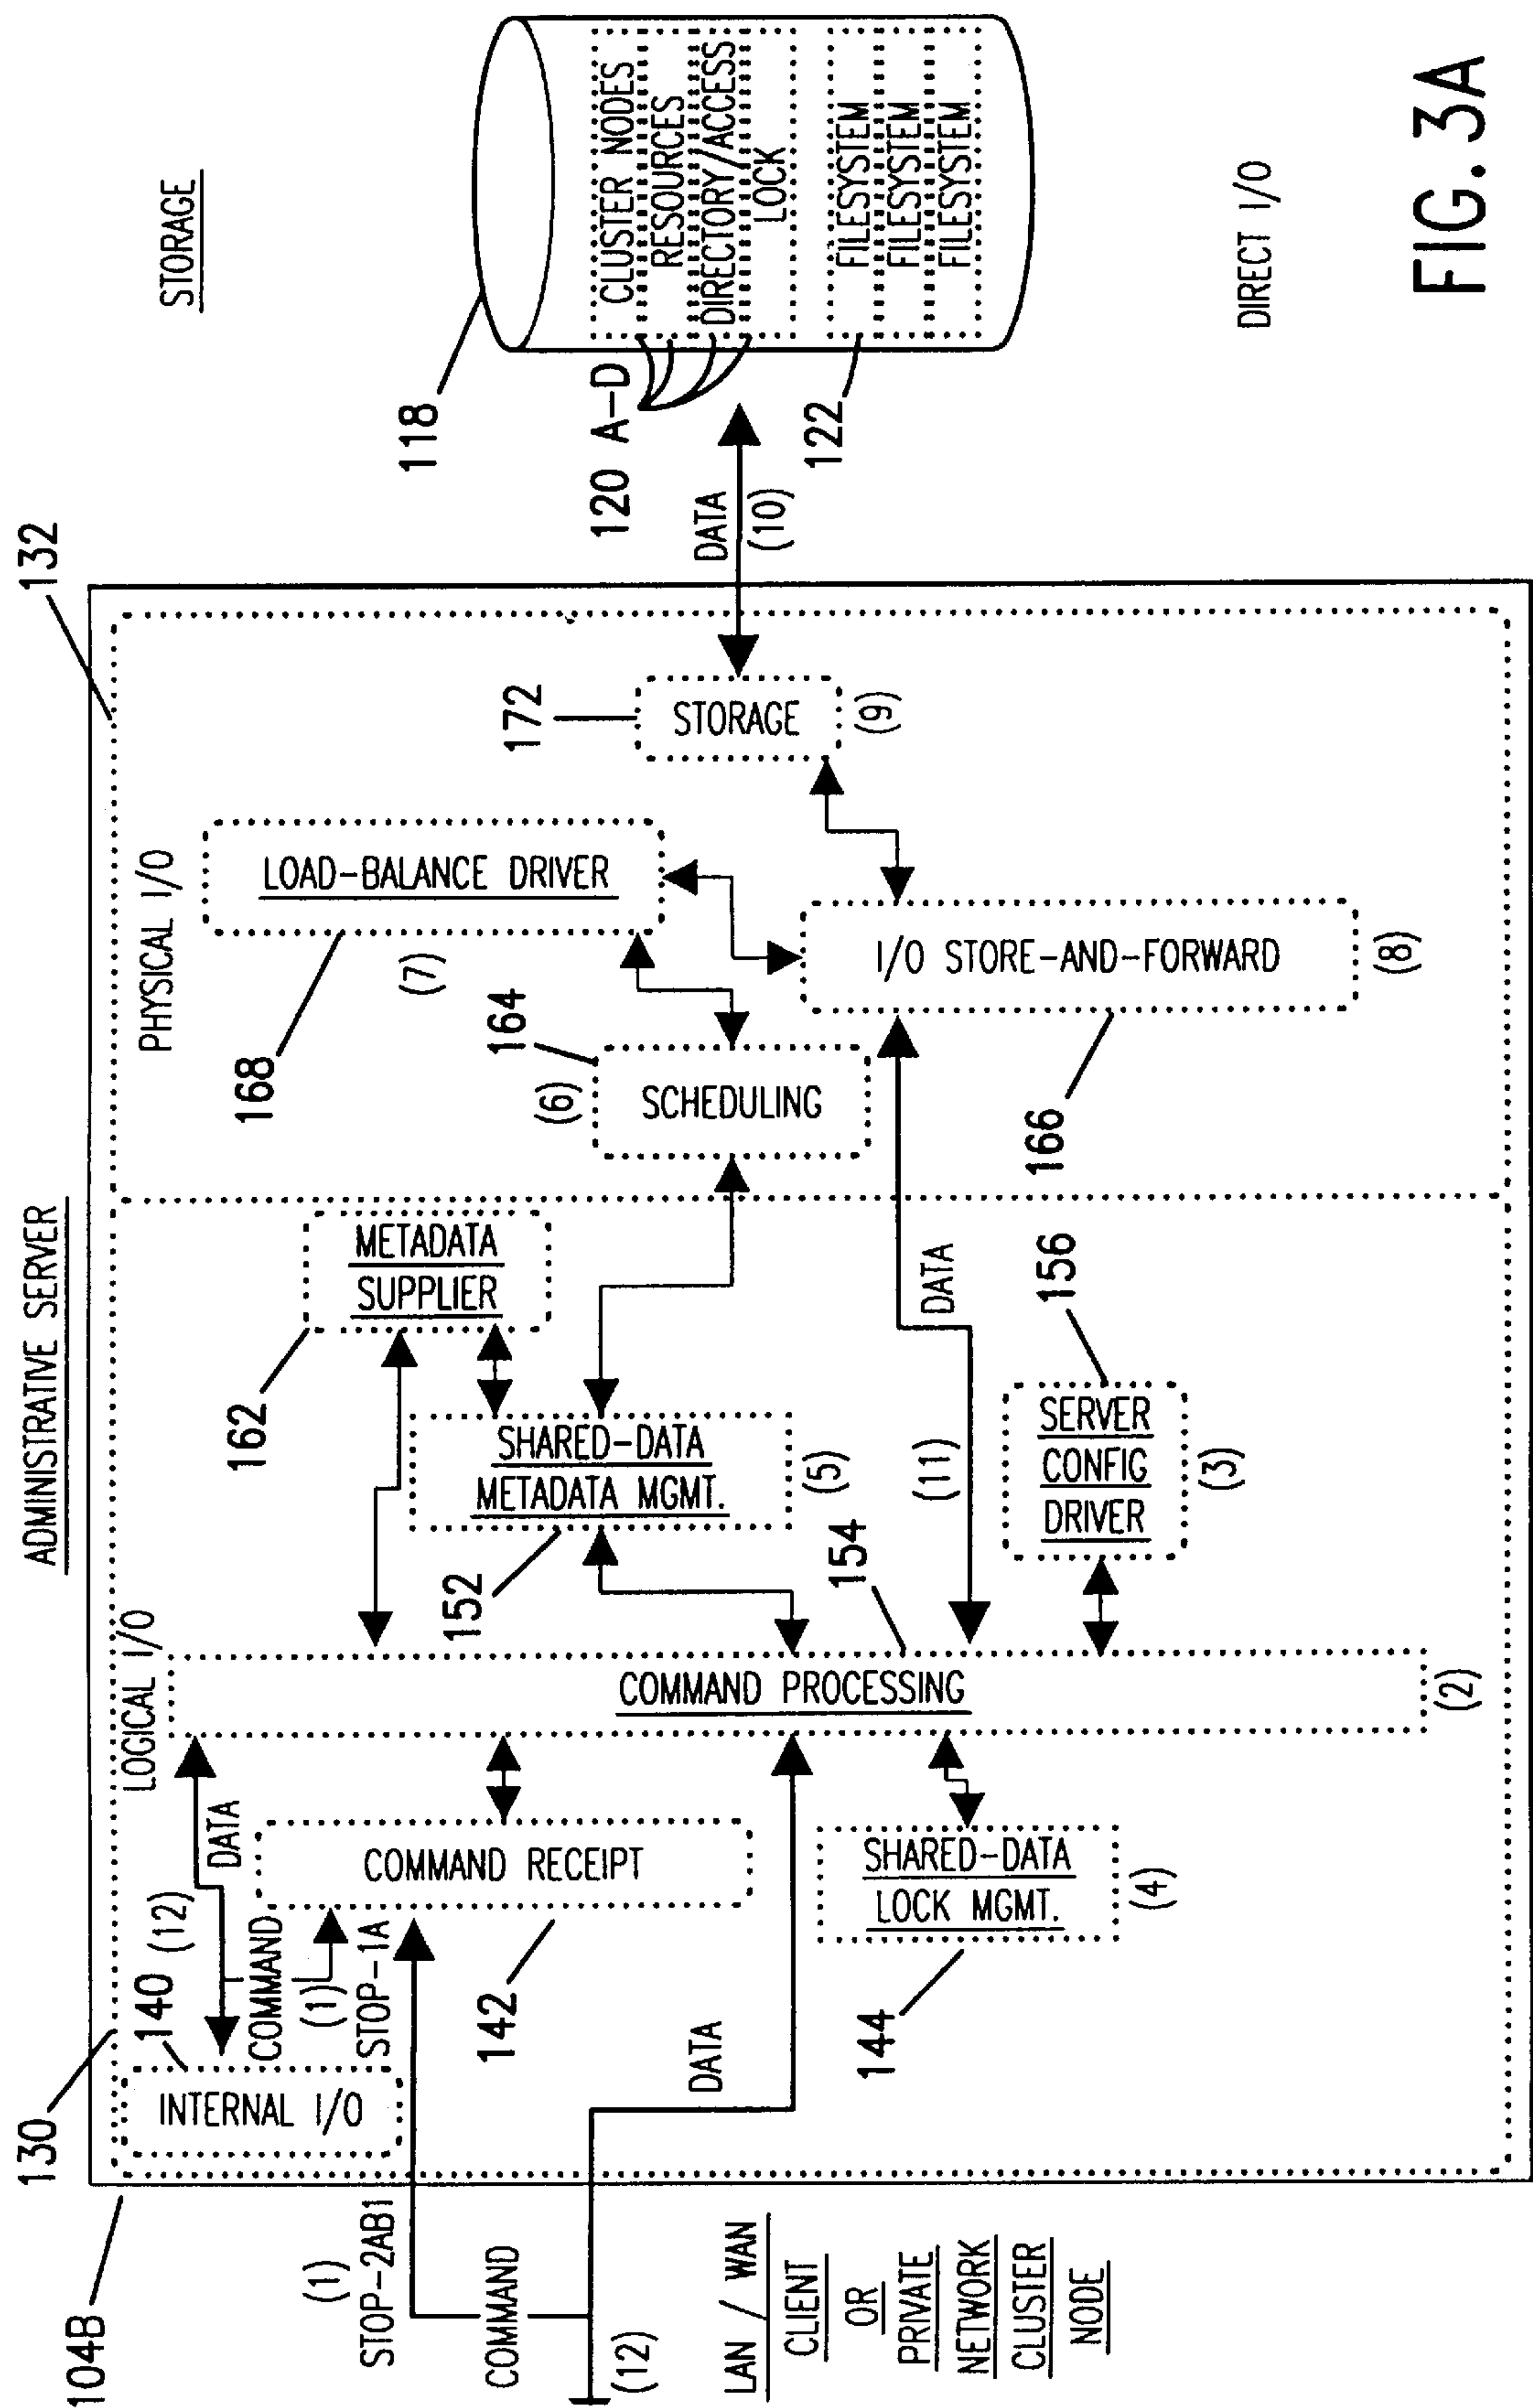 ADMINISTRATIVE SERVER
STORAGE
104B
130
132
LOGICAL I/O
PHYSICAL I/O
140
INTERNAL I/O
(12)
DATA
COMMAND
(1)
STOP-1A
(1)
STOP-2AB1
COMMAND
(12)
LAN / WAN
CLIENT
OR
PRIVATE
NETWORK
CLUSTER
NODE
COMMAND RECEIPT
142
DATA
SHARED-DATA
LOCK MGMT.
(4)
144
COMMAND PROCESSING
(2)
154
162
METADATA
SUPPLIER
SHARED-DATA
METADATA MGMT.
(5)
152
DATA
(11)
156
SERVER
CONFIG
DRIVER
(3)
164
(6)
SCHEDULING
168
LOAD-BALANCE DRIVER
(7)
I/O STORE-AND-FORWARD
(8)
166
172
STORAGE
(9)
DATA
(10)
118
120 A-D
CLUSTER NODES
RESOURCES
DIRECTORY/ACCESS
LOCK
122
FILESYSTEM
FILESYSTEM
FILESYSTEM
DIRECT I/O
FIG. 3A